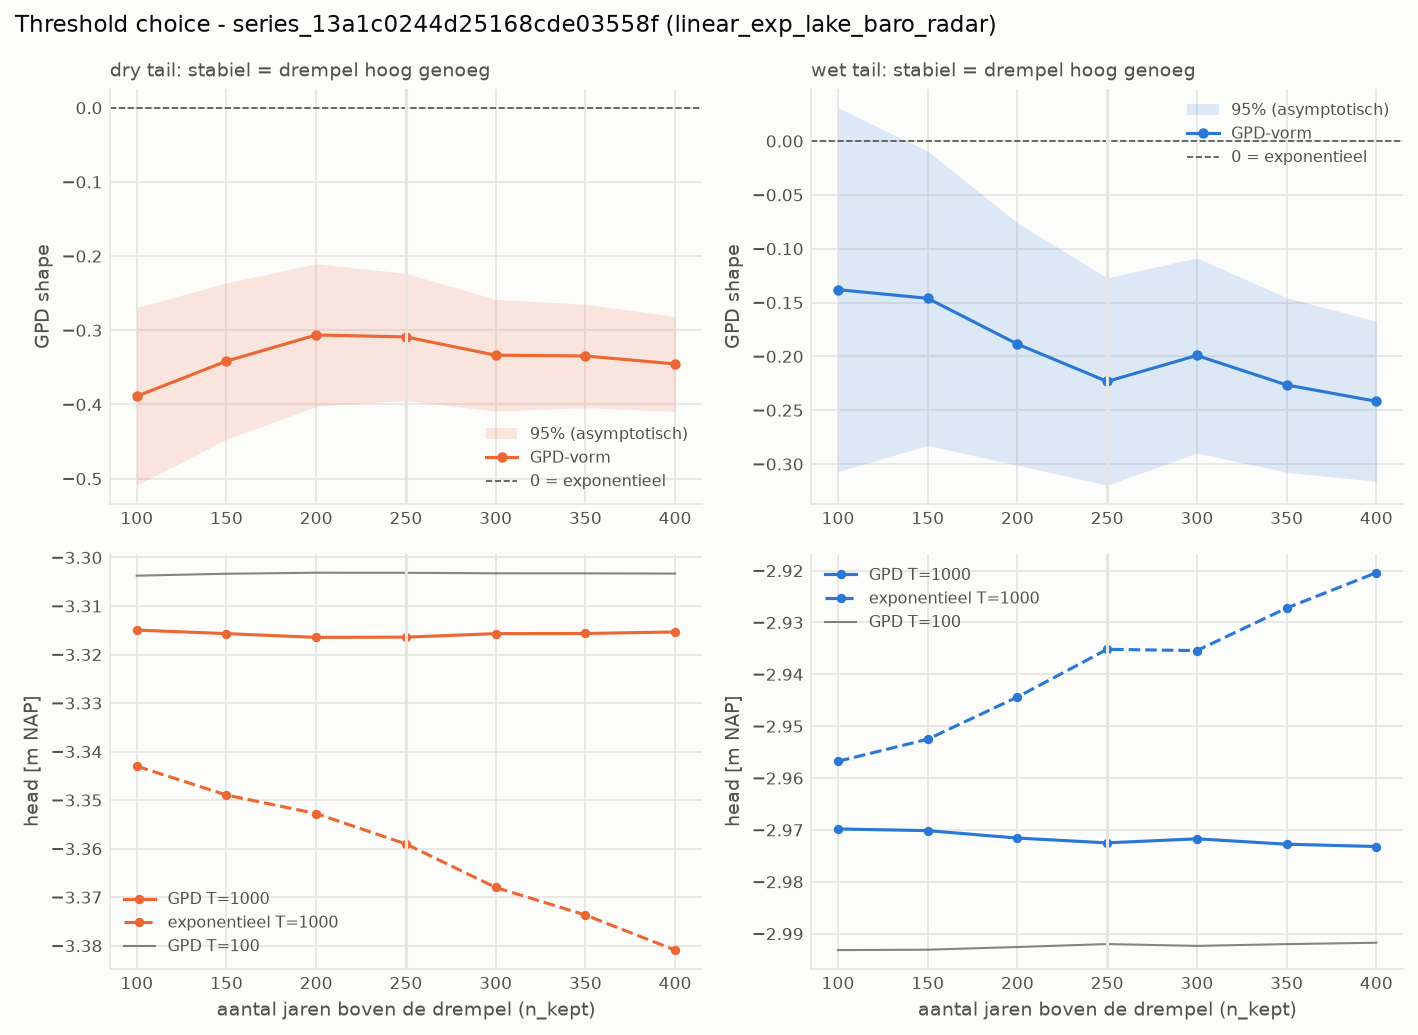 Threshold choice - series_13a1c0244d25168cde03558f (linear_exp_lake_baro_radar)
dry tail: stabiel = drempel hoog genoeg
GPD shape
0.0
−0.1
−0.2
−0.3
−0.4
−0.5
95% (asymptotisch)
GPD-vorm
0 = exponentieel
100 150 200 250 300 350 400
wet tail: stabiel = drempel hoog genoeg
GPD shape
0.00
−0.05
−0.10
−0.15
−0.20
−0.25
−0.30
95% (asymptotisch)
GPD-vorm
0 = exponentieel
100 150 200 250 300 350 400
head [m NAP]
−3.30
−3.31
−3.32
−3.33
−3.34
−3.35
−3.36
−3.37
−3.38
GPD T=1000
exponentieel T=1000
GPD T=100
100 150 200 250 300 350 400
aantal jaren boven de drempel (n_kept)
head [m NAP]
−2.92
−2.93
−2.94
−2.95
−2.96
−2.97
−2.98
−2.99
GPD T=1000
exponentieel T=1000
GPD T=100
100 150 200 250 300 350 400
aantal jaren boven de drempel (n_kept)